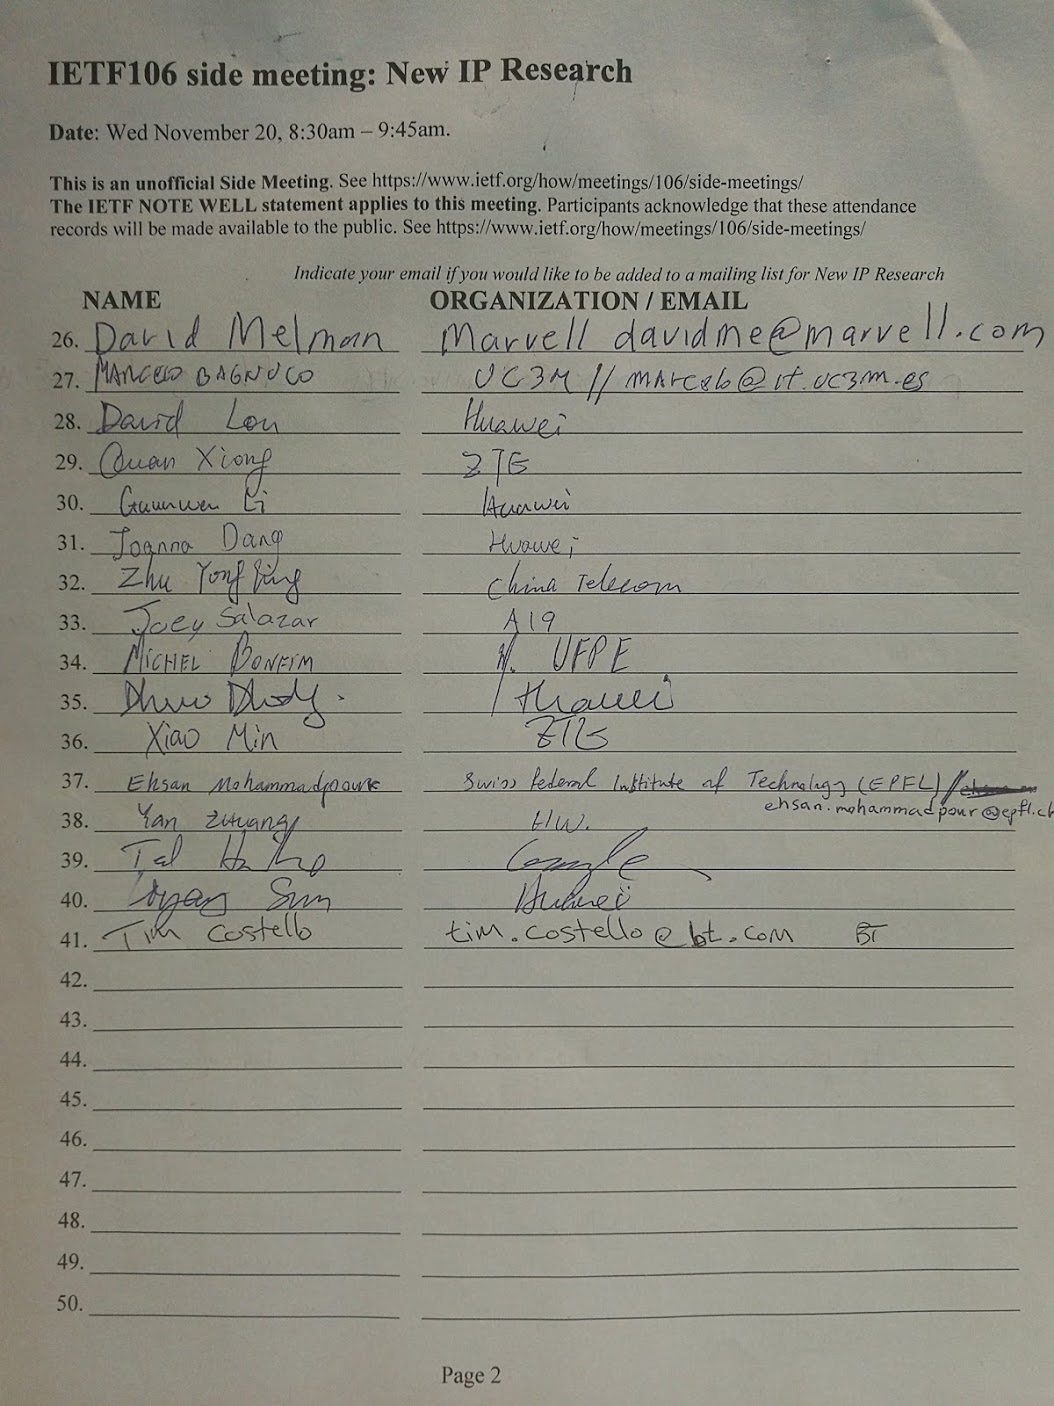 IETF106 side meeting: New IP Research
Date: Wed November 20, 8:30am – 9:45am.
This is an unofficial Side Meeting. See https://www.ietf.org/how/meetings/106/side-meetings/
The IETF NOTE WELL statement applies to this meeting. Participants acknowledge that these attendance
records will be made available to the public. See https://www.ietf.org/how/meetings/106/side-meetings/
Indicate your email if you would like to be added to a mailing list for New IP Research
NAME ORGANIZATION / EMAIL
26. David Melman Marvell davidme@marvell.com
27. MARCELO BAGNULO UC3M // marcelo@it.uc3m.es
28. David Lou Huawei
29. Quan Xiong ZTE
30. Li Huawei
31. Joanna Dang Huawei
32. Zhu Yongqing China Telecom
33. Joey Salazar A19
34. MICHEL BONFIM UFPE
35. Dhruv Dhody Huawei
36. Xiao Min ZTE
37. Ehsan Mohammadpour Swiss Federal Institute of Technology (EPFL) /
ehsan.mohammadpour@epfl.ch
38. Yan HW.
39. Tal
40. Sun Huawei
41. Tim Costello tim.costello@bt.com BT
42.
43.
44.
45.
46.
47.
48.
49.
50.
Page 2